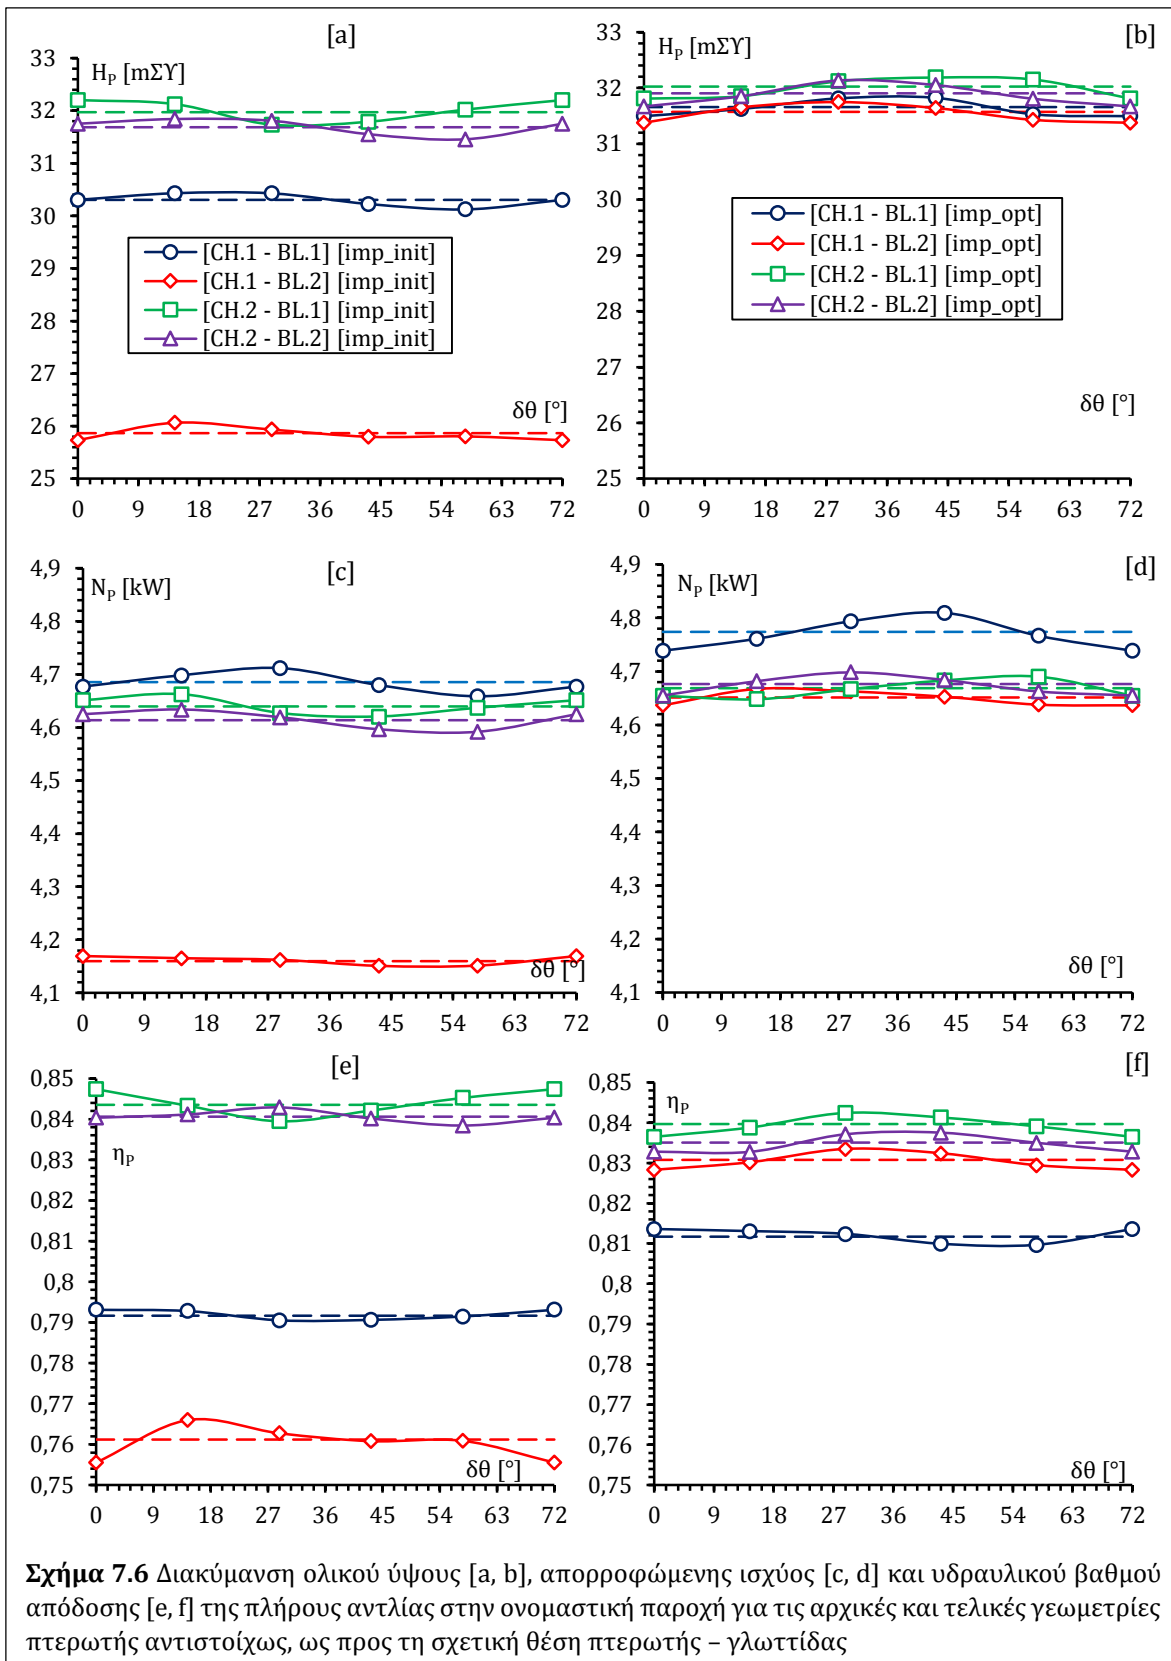 [a]
H_P [mΣΥ]
33
32
31
30
29
28
27
26
25
[CH.1 - BL.1] [imp_init]
[CH.1 - BL.2] [imp_init]
[CH.2 - BL.1] [imp_init]
[CH.2 - BL.2] [imp_init]
δθ [°]
0 9 18 27 36 45 54 63 72
[b]
H_P [mΣΥ]
33
32
31
30
29
28
27
26
25
[CH.1 - BL.1] [imp_opt]
[CH.1 - BL.2] [imp_opt]
[CH.2 - BL.1] [imp_opt]
[CH.2 - BL.2] [imp_opt]
δθ [°]
0 9 18 27 36 45 54 63 72
[c]
N_P [kW]
4,9
4,8
4,7
4,6
4,5
4,4
4,3
4,2
4,1
δθ [°]
0 9 18 27 36 45 54 63 72
[d]
N_P [kW]
4,9
4,8
4,7
4,6
4,5
4,4
4,3
4,2
4,1
δθ [°]
0 9 18 27 36 45 54 63 72
[e]
η_P
0,85
0,84
0,83
0,82
0,81
0,8
0,79
0,78
0,77
0,76
0,75
δθ [°]
0 9 18 27 36 45 54 63 72
[f]
η_P
0,85
0,84
0,83
0,82
0,81
0,8
0,79
0,78
0,77
0,76
0,75
δθ [°]
0 9 18 27 36 45 54 63 72
Σχήμα 7.6 Διακύμανση ολικού ύψους [a, b], απορροφώμενης ισχύος [c, d] και υδραυλικού βαθμού
απόδοσης [e, f] της πλήρους αντλίας στην ονομαστική παροχή για τις αρχικές και τελικές γεωμετρίες
πτερωτής αντιστοίχως, ως προς τη σχετική θέση πτερωτής – γλωττίδας